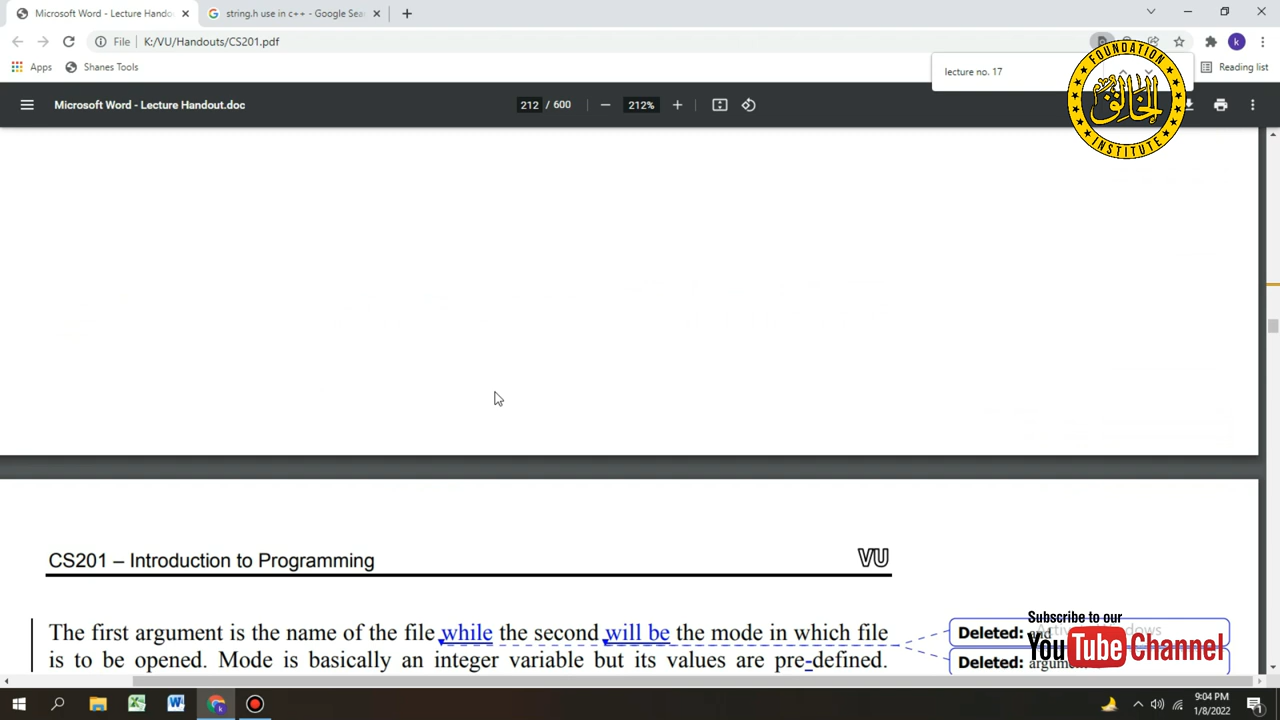 Microsoft Word - Lecture Hando
string.h use in c++ - Google Sea
File
K:/VU/Handouts/CS201.pdf
k
Apps
Shanes Tools
lecture no. 17
Reading list
FOUNDATION
الخالق
INSTITUTE
Microsoft Word - Lecture Handout.doc
212 / 600
212%
CS201 – Introduction to Programming
VU
The first argument is the name of the file while the second will be the mode in which file
is to be opened. Mode is basically an integer variable but its values are pre-defined.
Deleted: and
Deleted: argument
Subscribe to our
YouTube Channel
9:04 PM
1/8/2022